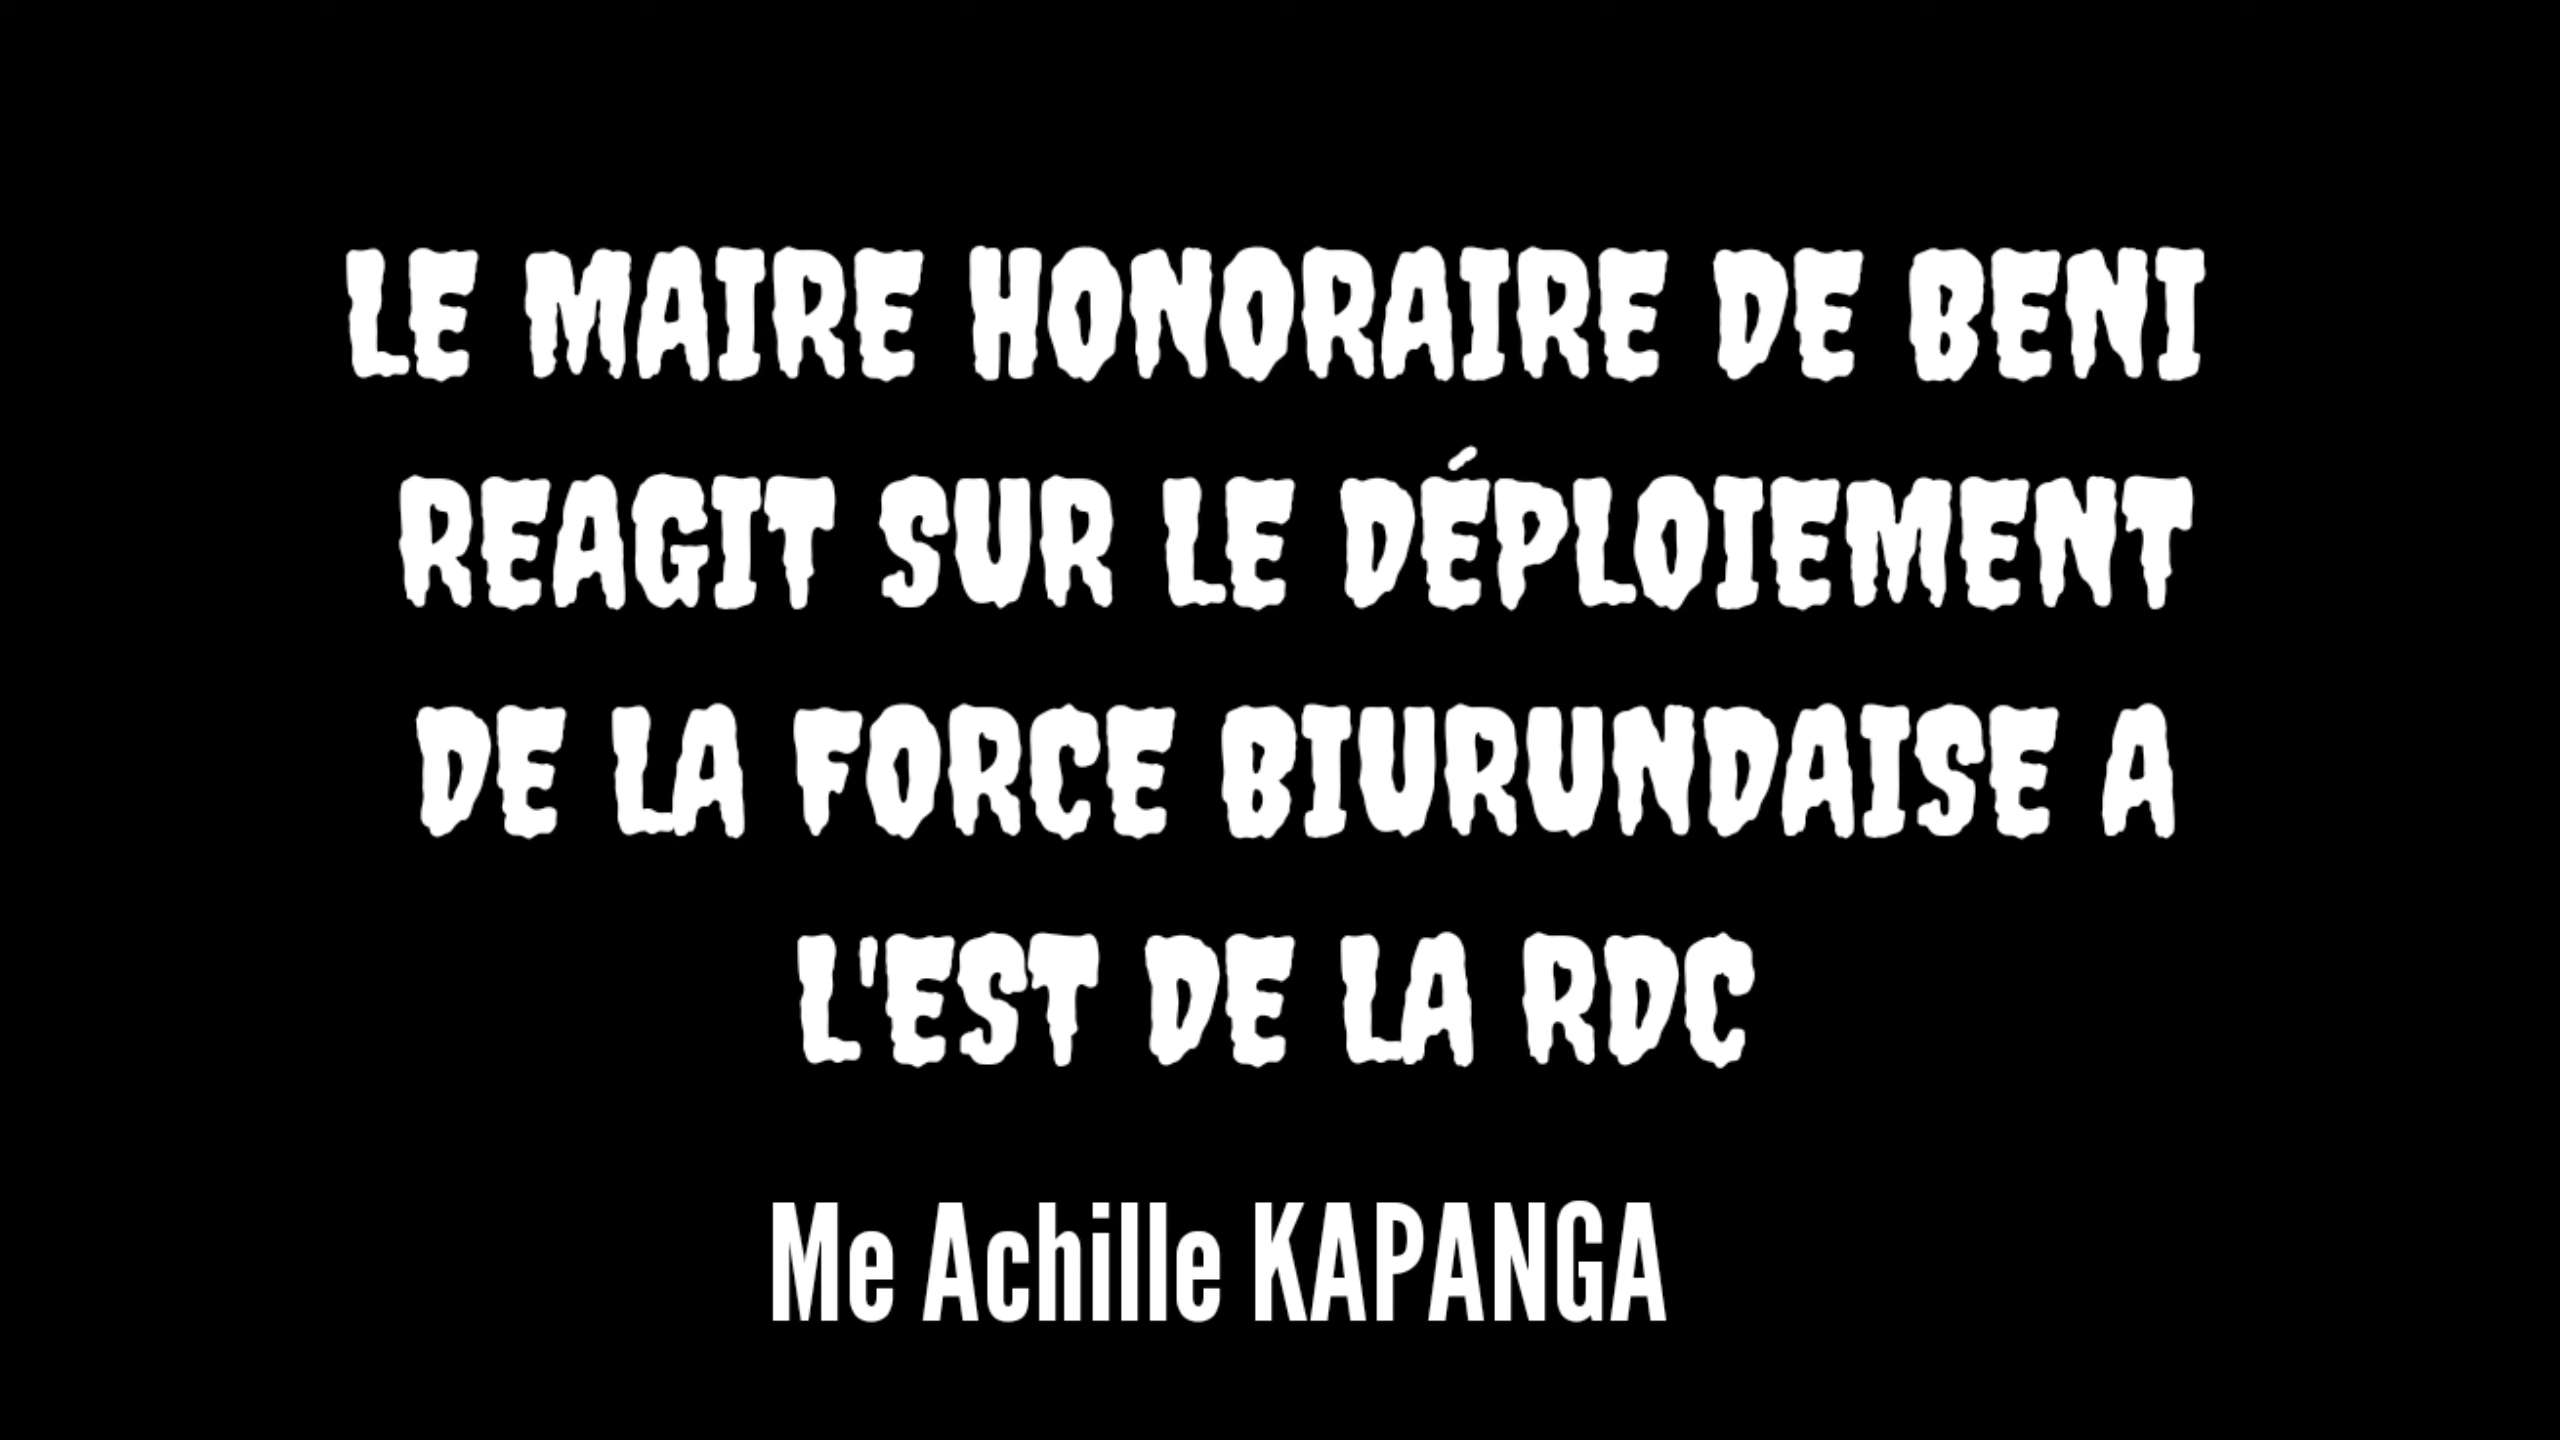 LE MAIRE HONORAIRE DE BENI
REAGIT SUR LE DÉPLOIEMENT
DE LA FORCE BIURUNDAISE A
L'EST DE LA RDC
Me Achille KAPANGA